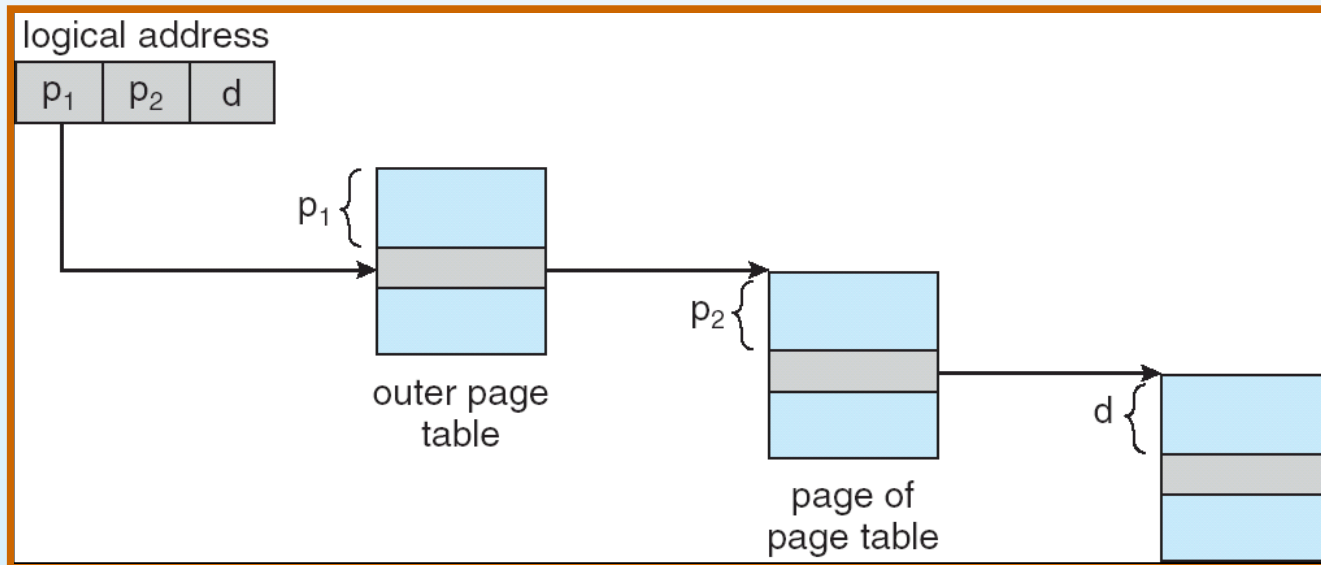 logical address
p₁ p₂ d
p₁
p₂
outer page
table
d
page of
page table